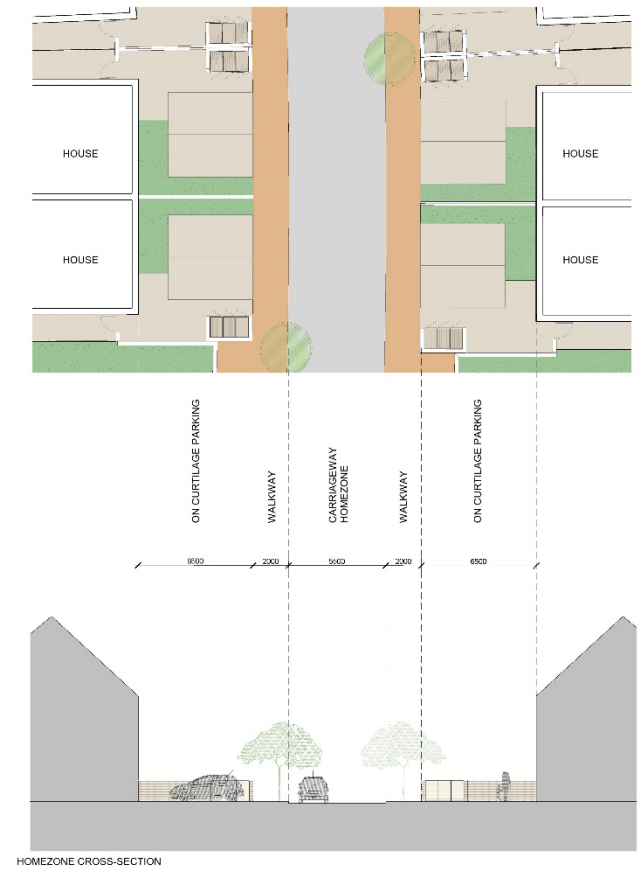 HOUSE
HOUSE
HOUSE
HOUSE
ON CURTILAGE PARKING
WALKWAY
CARRIAGEWAY
HOMEZONE
WALKWAY
ON CURTILAGE PARKING
6500
2000
5500
2000
6500
HOMEZONE CROSS-SECTION